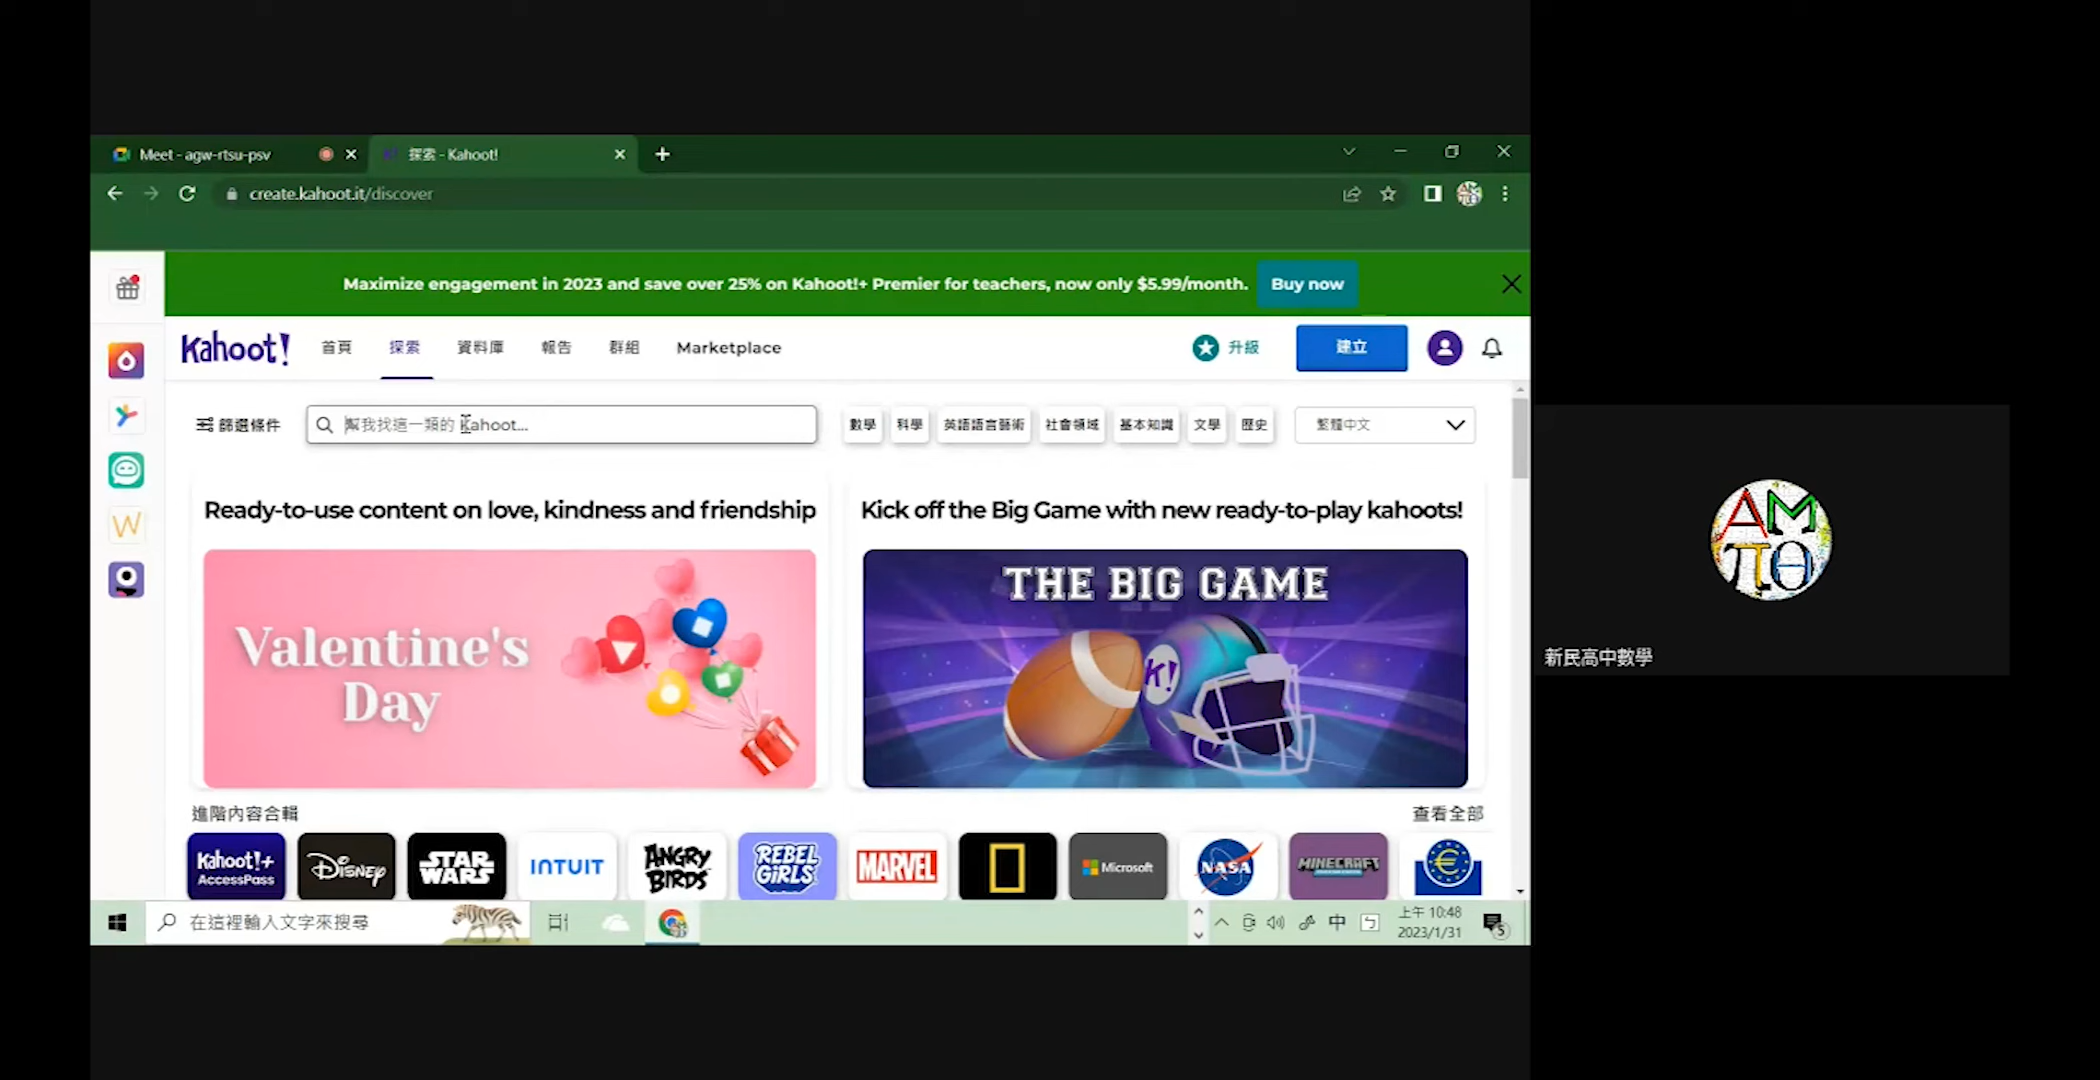 Meet - agw-rtsu-psv
探索 - Kahoot!
create.kahoot.it/discover
Maximize engagement in 2023 and save over 25% on Kahoot!+ Premier for teachers, now only $5.99/month.
Buy now
Kahoot!
首頁
探索
資料庫
報告
群組
Marketplace
升級
建立
篩選條件
幫我找這一類的 Kahoot...
數學
科學
英語語言藝術
社會領域
基本知識
文學
歷史
繁體中文
Ready-to-use content on love, kindness and friendship
Kick off the Big Game with new ready-to-play kahoots!
Valentine's
Day
THE BIG GAME
K!
進階內容合輯
查看全部
Kahoot!+
AccessPass
Disney
STAR
WARS
INTUIT
ANGRY
BIRDS
REBEL
GIRLS
MARVEL
Microsoft
NASA
MINECRAFT
W
AM
πθ
新民高中數學
在這裡輸入文字來搜尋
中
上午 10:48
2023/1/31
5